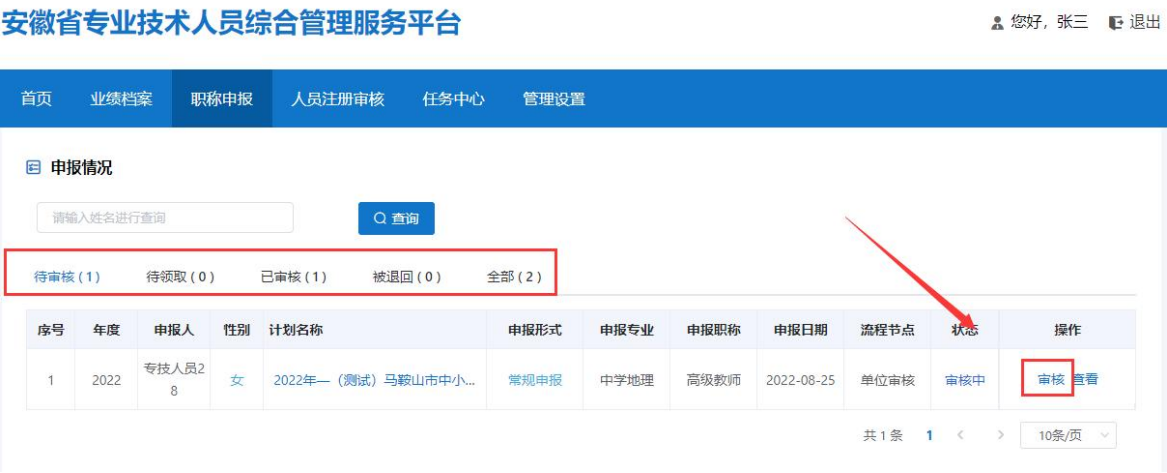 安徽省专业技术人员综合管理服务平台
您好, 张三 退出
首页 业绩档案 职称申报 人员注册审核 任务中心 管理设置
申报情况
请输入姓名进行查询 查询
待审核(1) 待领取(0) 已审核(1) 被退回(0) 全部(2)
序号 年度 申报人 性别 计划名称 申报形式 申报专业 申报职称 申报日期 流程节点 状态 操作
1 2022 专技人员28 女 2022年—（测试）马鞍山市中小... 常规申报 中学地理 高级教师 2022-08-25 单位审核 审核中 审核 查看
共1条 1 < > 10条/页